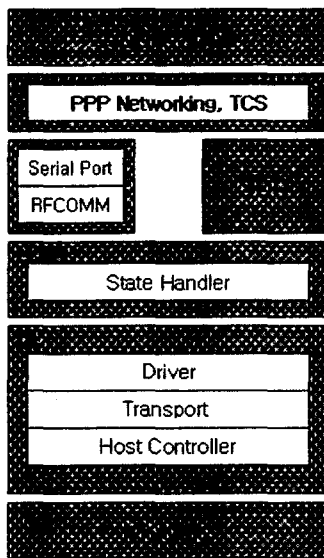 PPP Networking, TCS
Serial Port
RFCOMM
State Handler
Driver
Transport
Host Controller